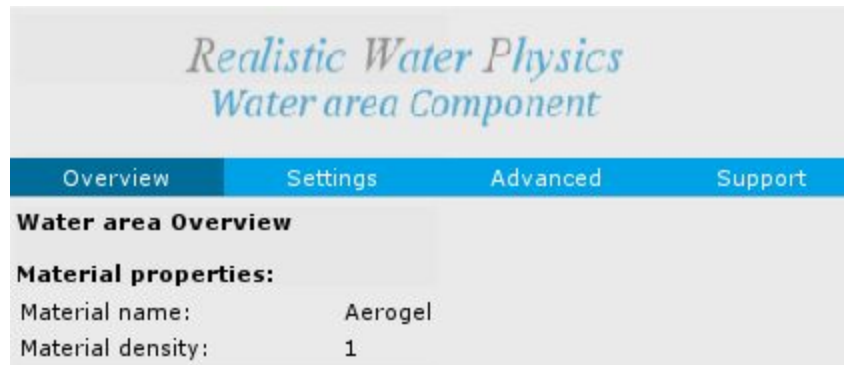 Realistic Water Physics
Water area Component
Overview Settings Advanced Support
Water area Overview
Material properties:
Material name: Aerogel
Material density: 1